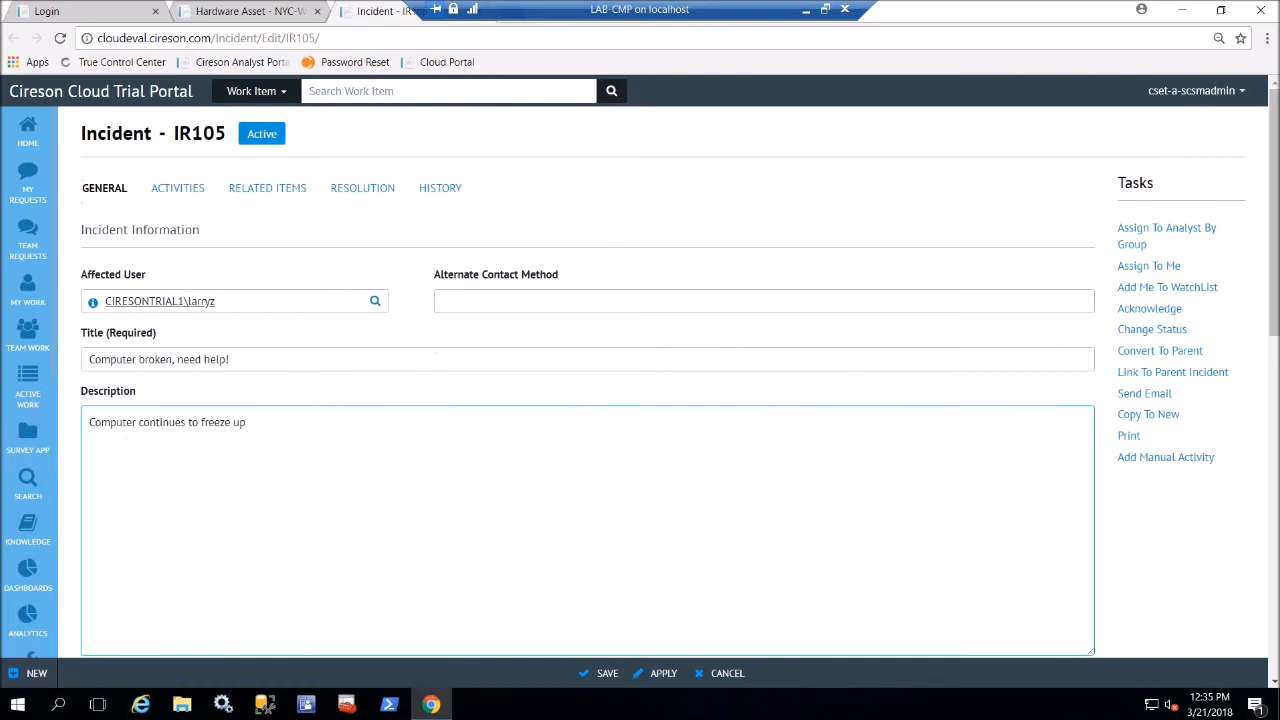 Login
Hardware Asset - NYC-W
Incident - IR1
LAB-CMP on localhost
cloudeval.cireson.com/Incident/Edit/IR105/
Apps
True Control Center
Cireson Analyst Porta
Password Reset
Cloud Portal
Cireson Cloud Trial Portal
Work Item
Search Work Item
cset-a-scsmadmin
HOME
MY
REQUESTS
TEAM
REQUESTS
MY WORK
TEAM WORK
ACTIVE
WORK
SURVEY APP
SEARCH
KNOWLEDGE
DASHBOARDS
ANALYTICS
NEW
Incident - IR105
Active
GENERAL
ACTIVITIES
RELATED ITEMS
RESOLUTION
HISTORY
Incident Information
Affected User
Alternate Contact Method
CIRESONTRIAL1\larryz
Title (Required)
Computer broken, need help!
Description
Computer continues to freeze up
Tasks
Assign To Analyst By
Group
Assign To Me
Add Me To WatchList
Acknowledge
Change Status
Convert To Parent
Link To Parent Incident
Send Email
Copy To New
Print
Add Manual Activity
SAVE
APPLY
CANCEL
12:35 PM
3/21/2018
1